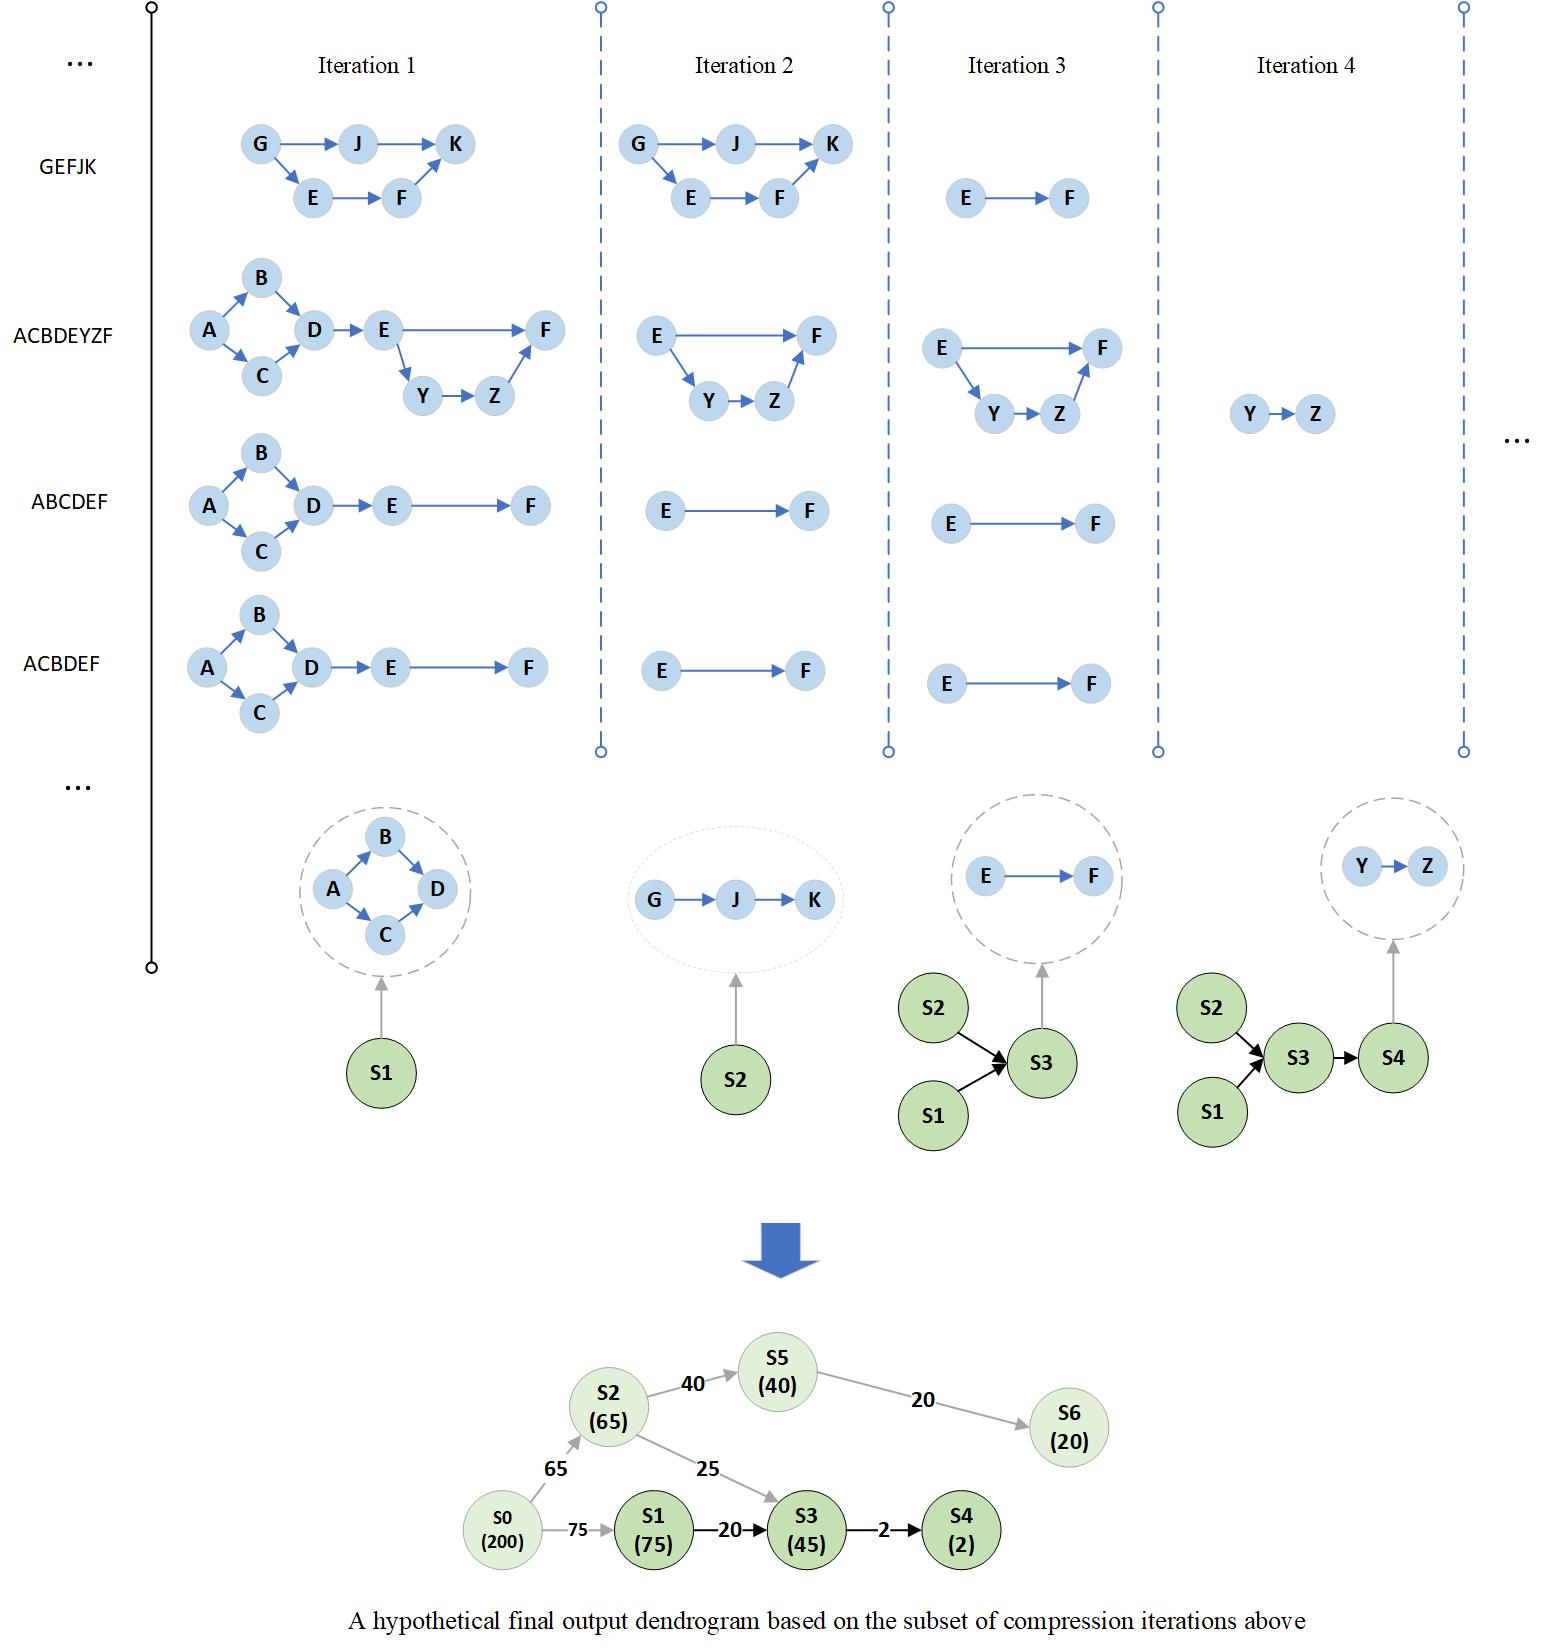 ...
Iteration 1
Iteration 2
Iteration 3
Iteration 4
GEFJK
G J K
E F
G J K
E F
E F
ACBDEYZF
B
A D E F
C Y Z
E F
Y Z
E F
Y Z
Y Z
...
ABCDEF
B
A D E F
C
E F
E F
ACBDEF
B
A D E F
C
E F
E F
...
B
A D
C
G J K
E F
Y Z
S1
S2
S2
S3
S1
S2
S3 S4
S1
S5
(40)
40
20
S2
(65)
S6
(20)
65
25
S0
(200)
75
S1
(75)
20
S3
(45)
2
S4
(2)
A hypothetical final output dendrogram based on the subset of compression iterations above